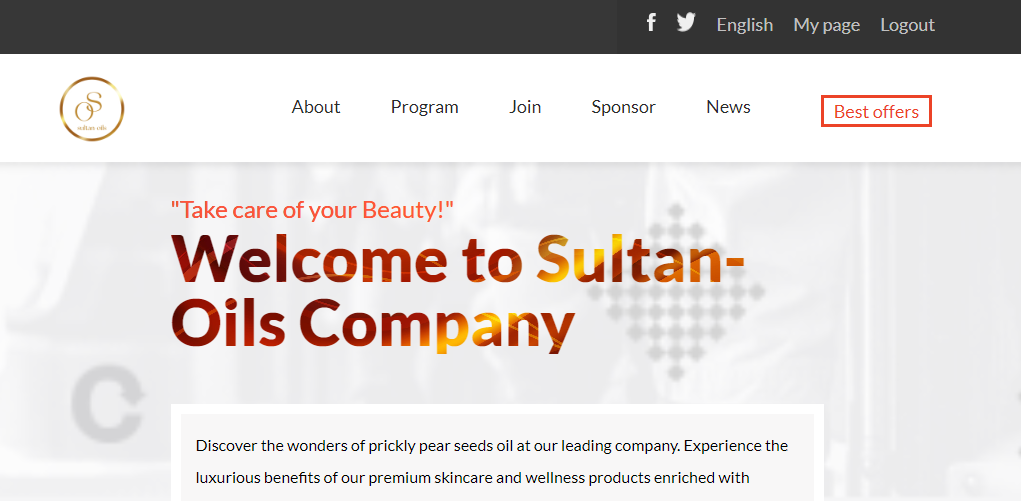 English My page Logout
OS
sultan oils
About Program Join Sponsor News Best offers
"Take care of your Beauty!"
Welcome to Sultan-
Oils Company
Discover the wonders of prickly pear seeds oil at our leading company. Experience the
luxurious benefits of our premium skincare and wellness products enriched with